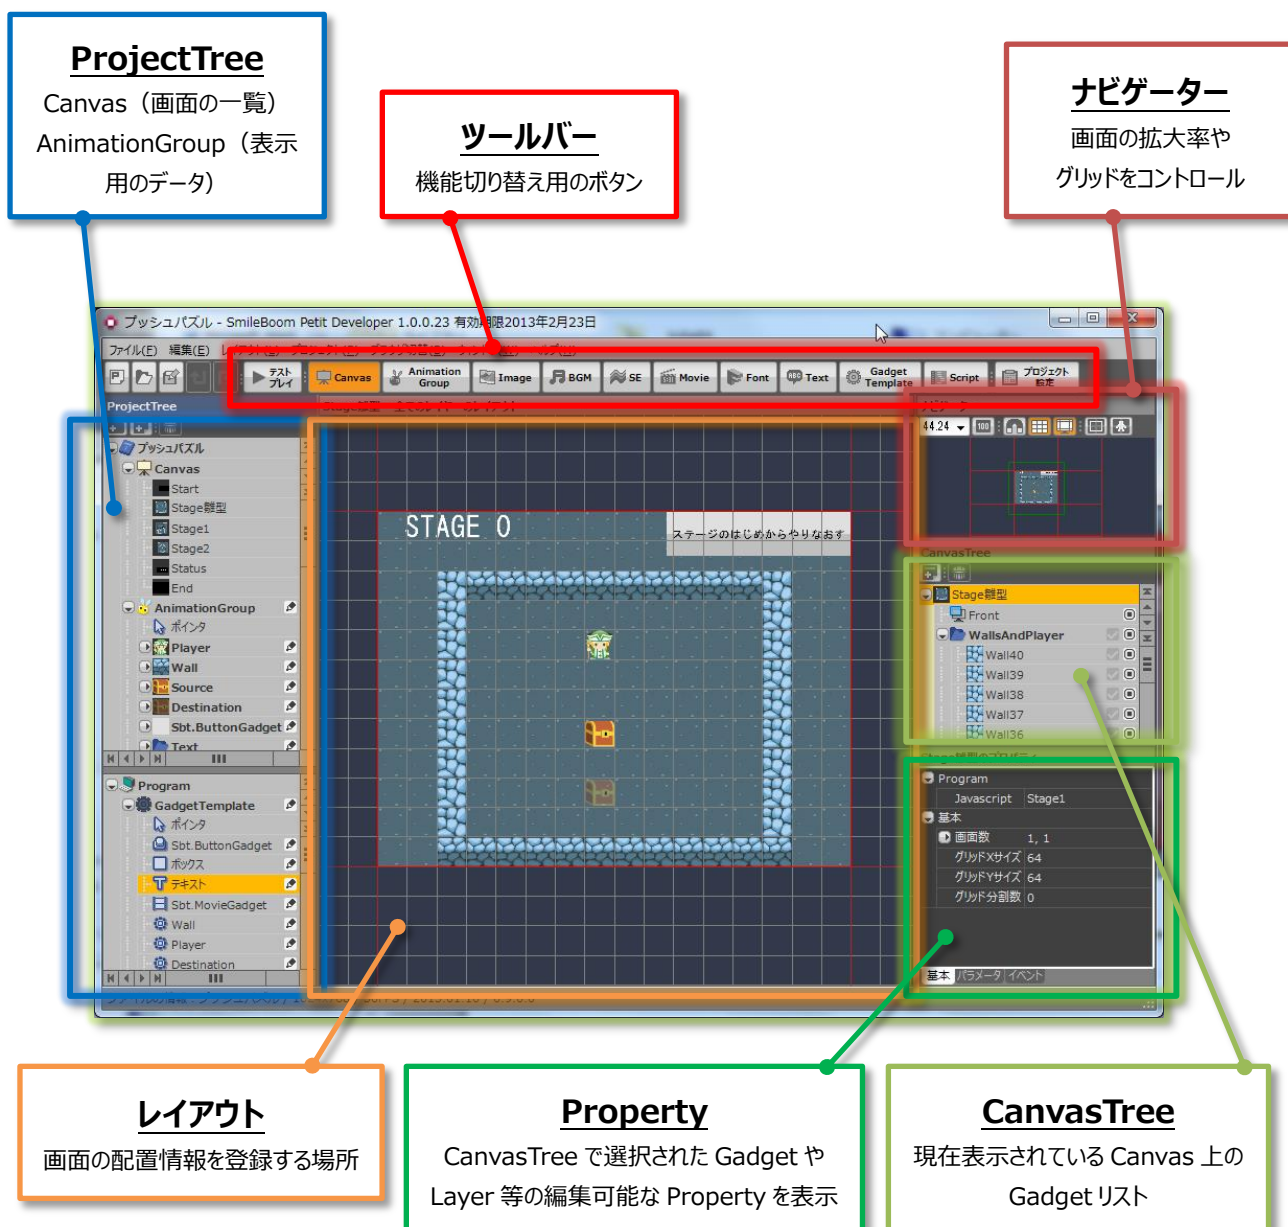 ProjectTree
Canvas（画面の一覧）
AnimationGroup（表示
用のデータ）
ツールバー
機能切り替え用のボタン
ナビゲーター
画面の拡大率や
グリッドをコントロール
プッシュパズル - SmileBoom Petit Developer 1.0.0.23 有効期限2013年2月23日
ファイル(F) 編集(E)
テスト
プレイ
Canvas
Animation
Group
Image
BGM
SE
Movie
Font
Text
Gadget
Template
Script
プロジェクト
設定
ProjectTree
プッシュパズル
Canvas
Start
Stage雛型
Stage1
Stage2
Status
End
AnimationGroup
ポインタ
Player
Wall
Source
Destination
Sbt.ButtonGadget
Text
Program
GadgetTemplate
ポインタ
Sbt.ButtonGadget
ボックス
テキスト
Sbt.MovieGadget
Wall
Player
Destination
STAGE 0
ステージのはじめからやりなおす
44.24
100
CanvasTree
Stage雛型
Front
WallsAndPlayer
Wall40
Wall39
Wall38
Wall37
Wall36
Stage雛型のプロパティ
Program
Javascript Stage1
基本
画面数 1, 1
グリッドXサイズ 64
グリッドYサイズ 64
グリッド分割数 0
基本 パラメータ イベント
レイアウト
画面の配置情報を登録する場所
Property
CanvasTree で選択された Gadget や
Layer 等の編集可能な Property を表示
CanvasTree
現在表示されている Canvas 上の
Gadget リスト